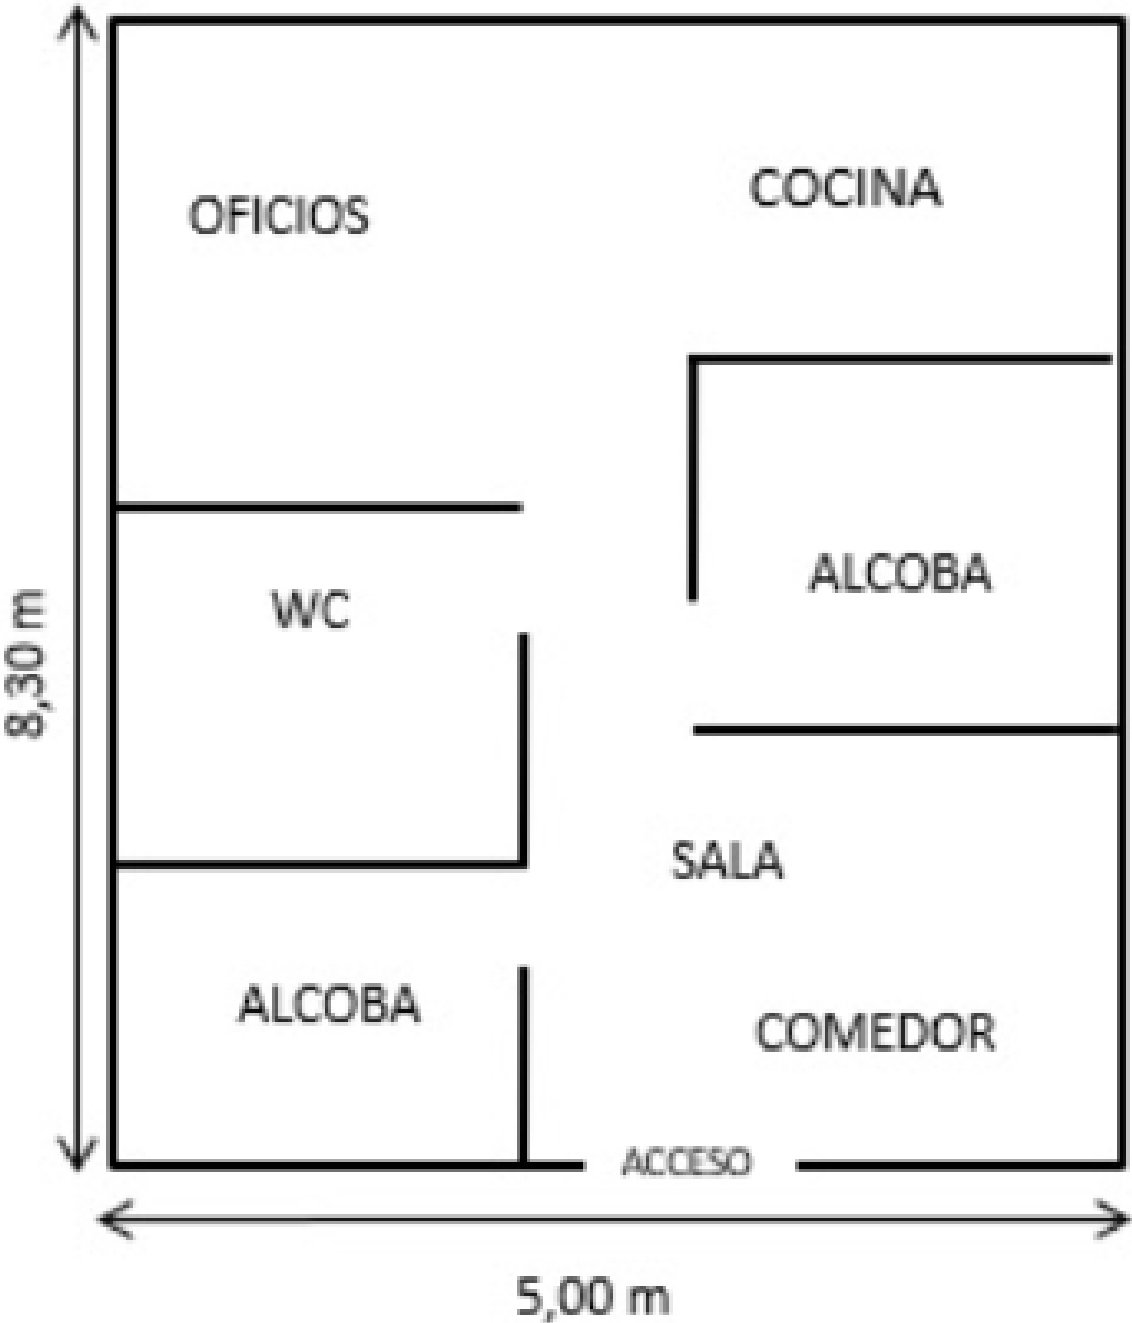 COCINA
OFICIOS
ALCOBA
WC
8,30 m
SALA
ALCOBA
COMEDOR
ACCESO
5,00 m